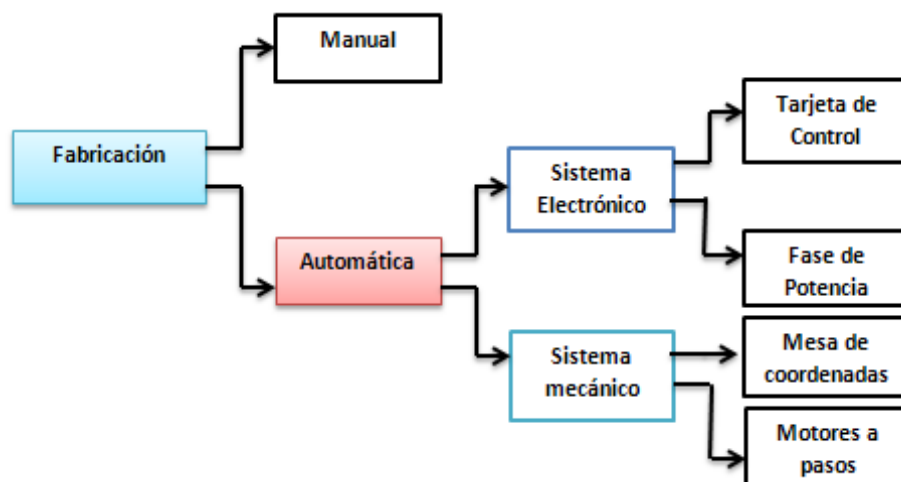 Manual
Fabricación
Automática
Sistema
Electrónico
Sistema
mecánico
Tarjeta de
Control
Fase de
Potencia
Mesa de
coordenadas
Motores a
pasos